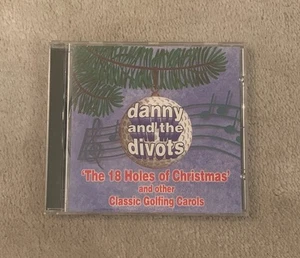 danny
and the
divots
'The 18 Holes of Christmas'
and other
Classic Golfing Carols